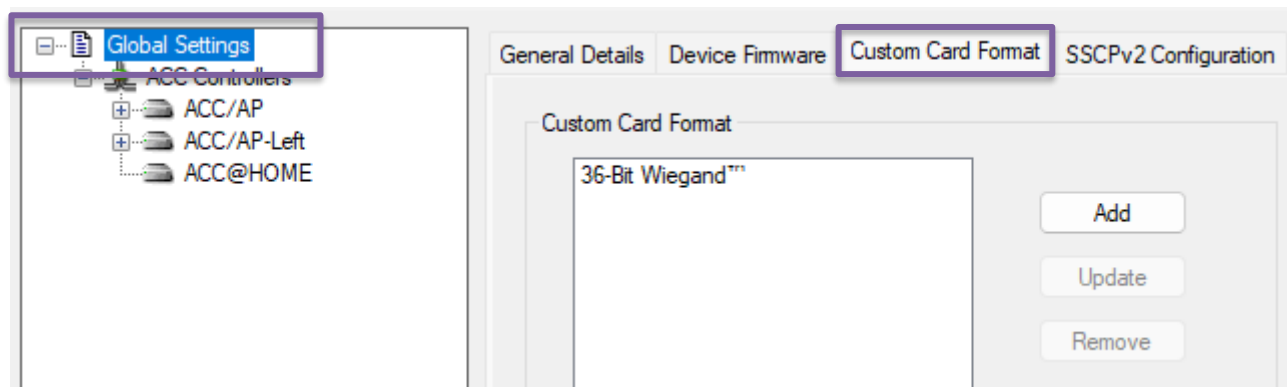 Global Settings
ACC Controllers
ACC/AP
ACC/AP-Left
ACC@HOME
General Details Device Firmware Custom Card Format SSCPv2 Configuration
Custom Card Format
36-Bit Wiegand™
Add
Update
Remove